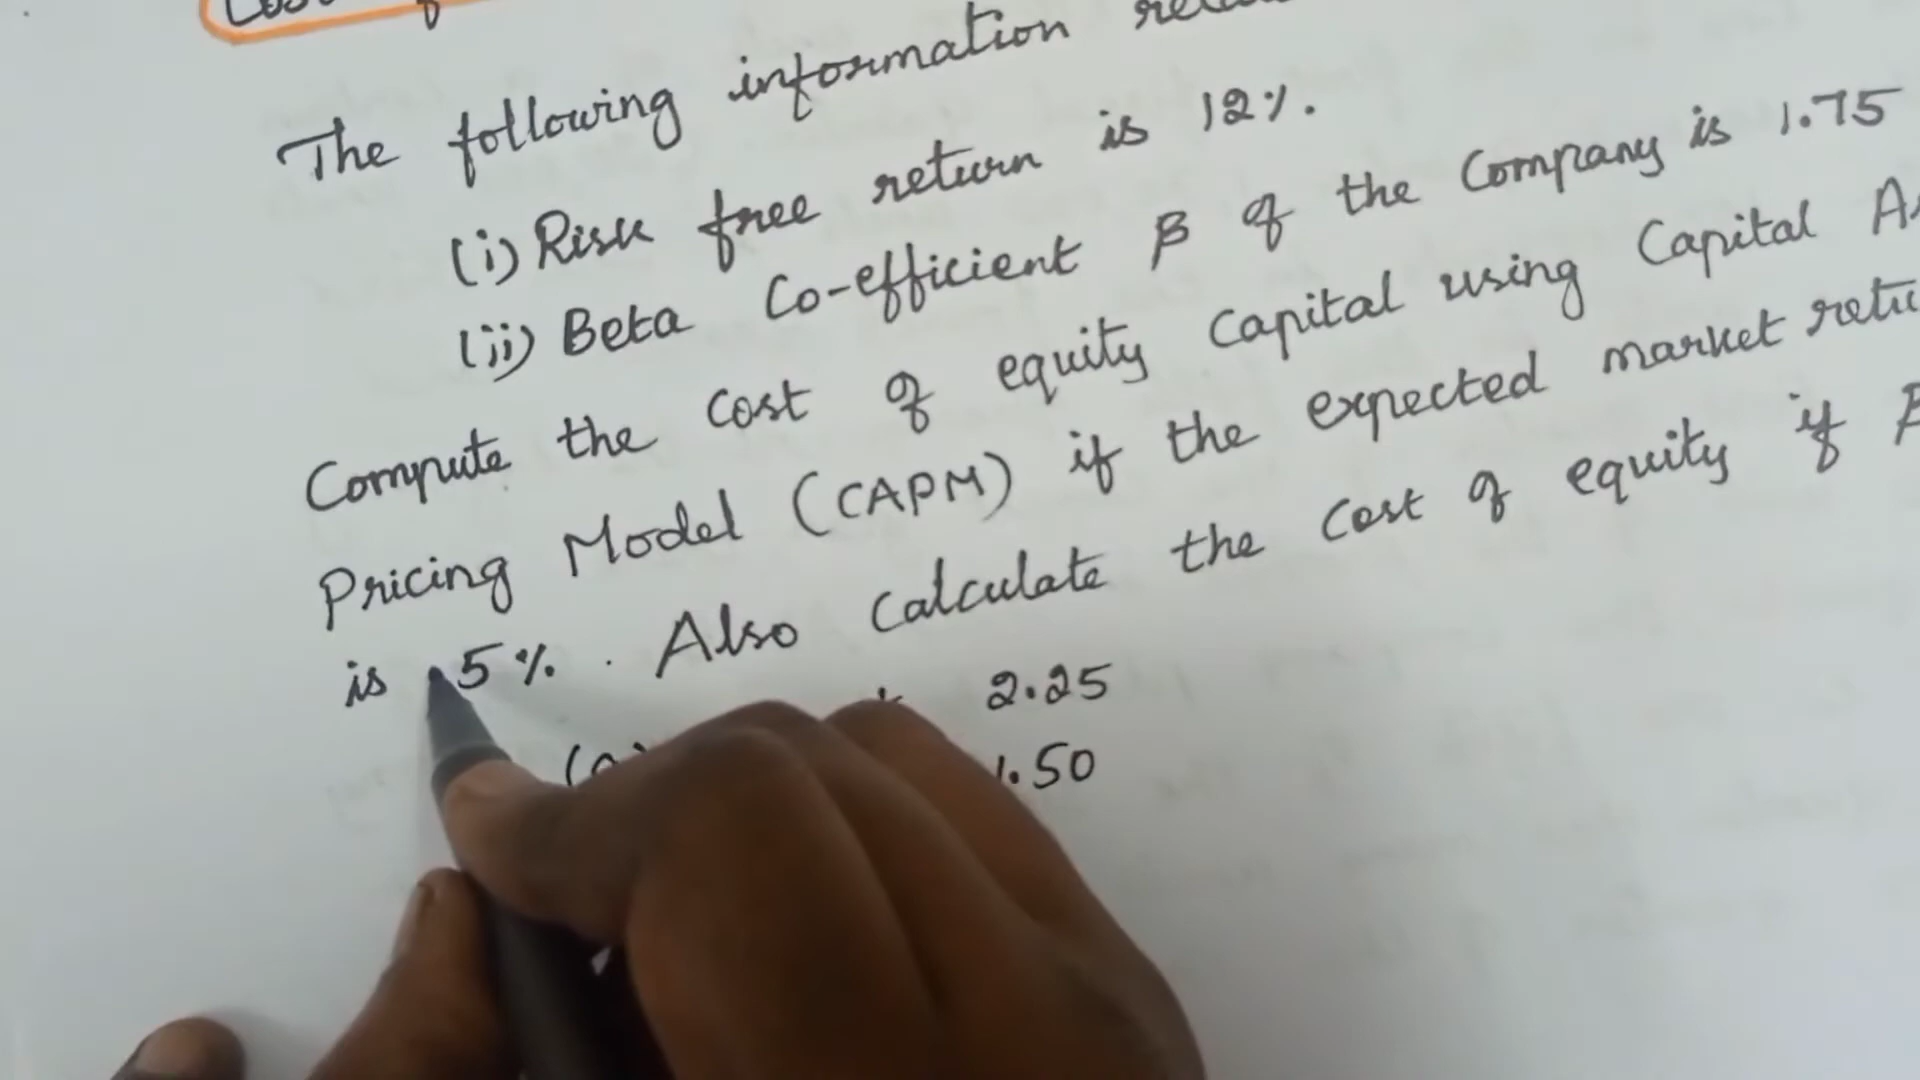 The following information
(i) Risk free return is 12%.
(ii) Beta Co-efficient β of the Company is 1.75
Compute the cost of equity Capital using Capital
Pricing Model (CAPM) if the expected market
is 5%. Also calculate the cost of equity if
2.25
1.50